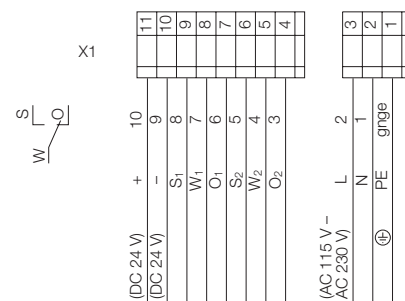 X1
11 10 9 8 7 6 5 4
3 2 1
S O
W
10 9 8 7 6 5 4 3
2 1 gnge
+ – S1 W1 O1 S2 W2 O2
L N PE
(DC 24 V)
(DC 24 V)
(AC 115 V –
AC 230 V)